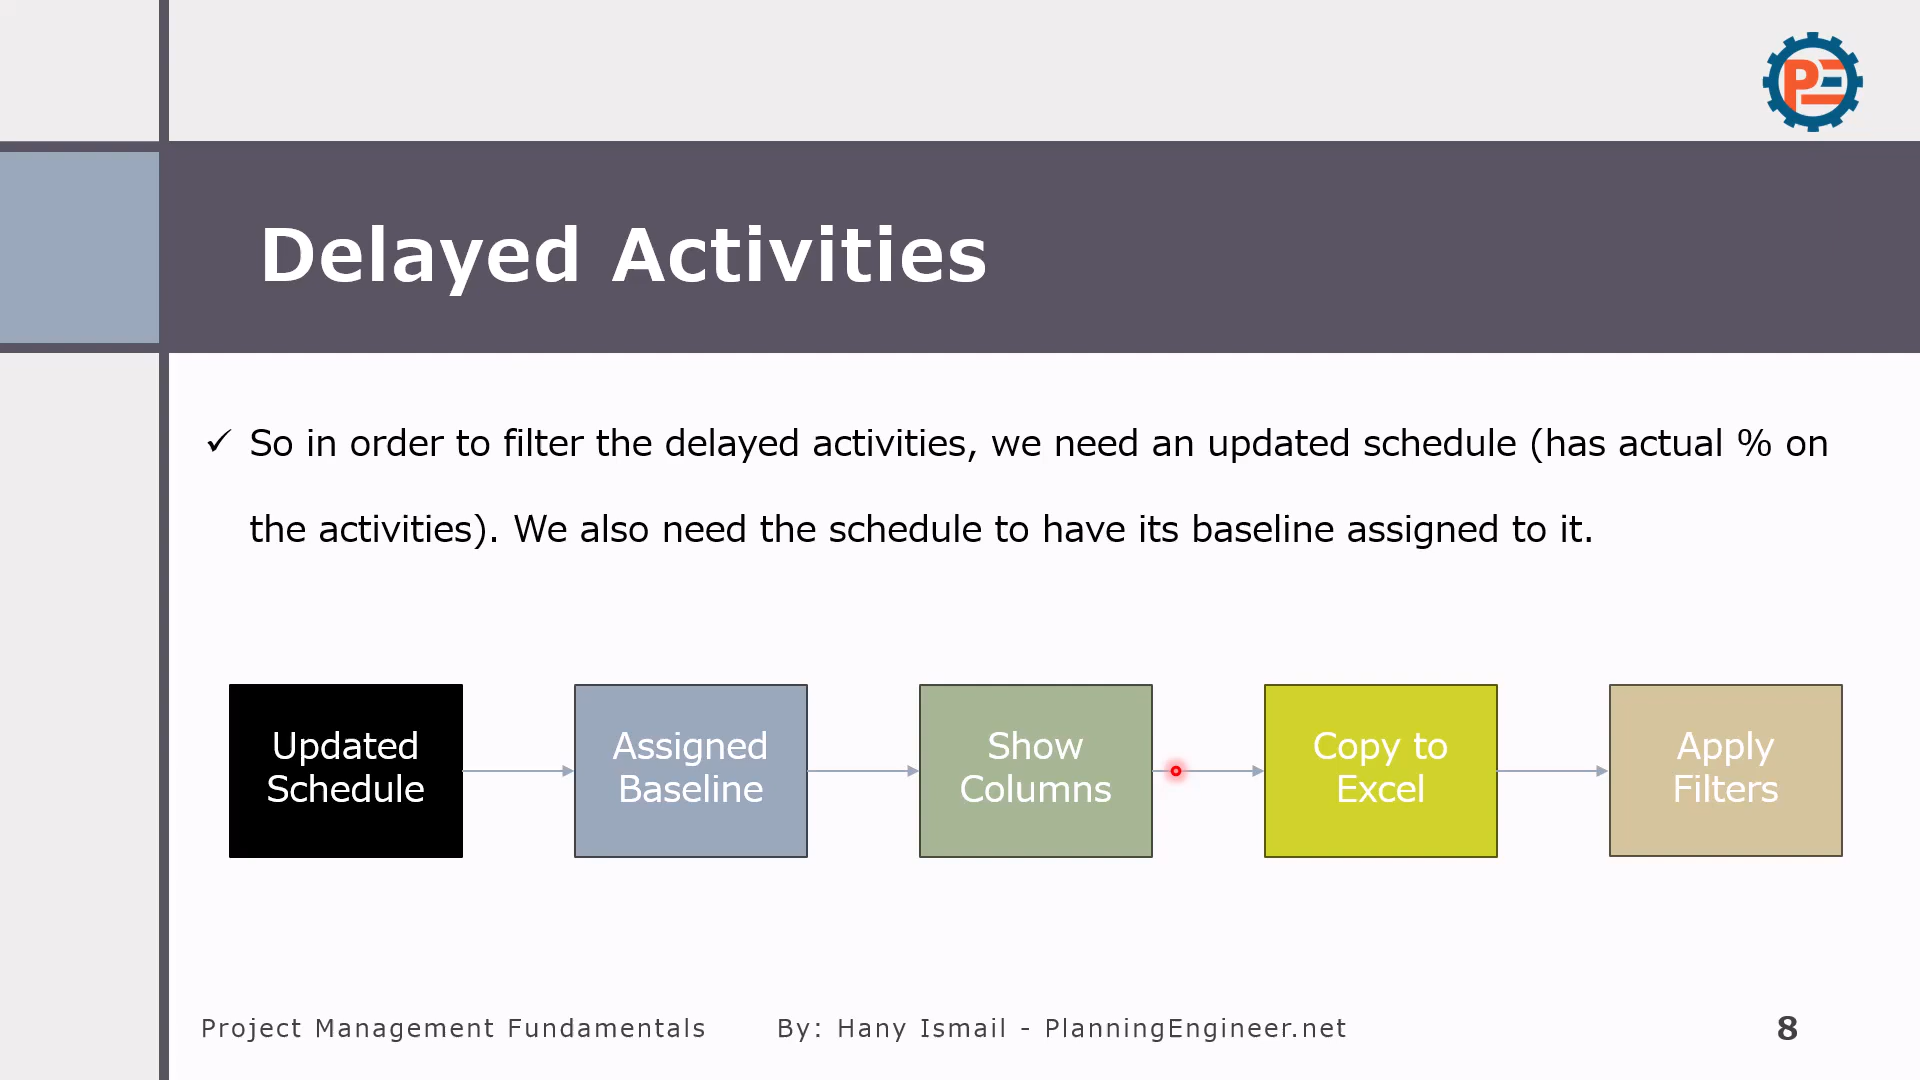 PE
Delayed Activities
✓ So in order to filter the delayed activities, we need an updated schedule (has actual % on
the activities). We also need the schedule to have its baseline assigned to it.
Updated
Schedule
Assigned
Baseline
Show
Columns
Copy to
Excel
Apply
Filters
Project Management Fundamentals By: Hany Ismail - PlanningEngineer.net 8